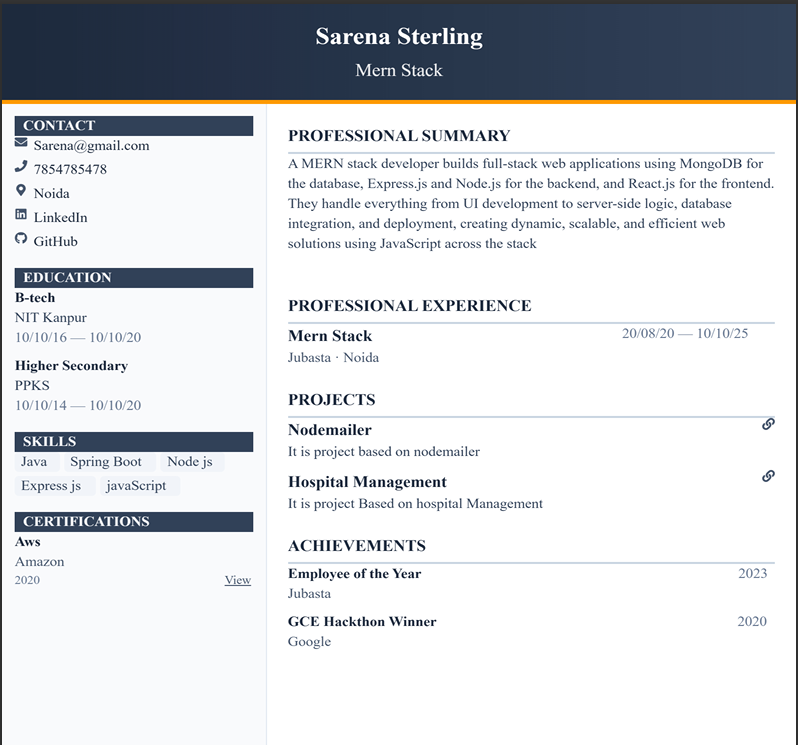 Sarena Sterling
Mern Stack
CONTACT
Sarena@gmail.com
7854785478
Noida
LinkedIn
GitHub
EDUCATION
B-tech
NIT Kanpur
10/10/16 — 10/10/20
Higher Secondary
PPKS
10/10/14 — 10/10/20
SKILLS
Java Spring Boot Node js
Express js javaScript
CERTIFICATIONS
Aws
Amazon
2020 View
PROFESSIONAL SUMMARY
A MERN stack developer builds full-stack web applications using MongoDB for
the database, Express.js and Node.js for the backend, and React.js for the frontend.
They handle everything from UI development to server-side logic, database
integration, and deployment, creating dynamic, scalable, and efficient web
solutions using JavaScript across the stack
PROFESSIONAL EXPERIENCE
Mern Stack 20/08/20 — 10/10/25
Jubasta · Noida
PROJECTS
Nodemailer
It is project based on nodemailer
Hospital Management
It is project Based on hospital Management
ACHIEVEMENTS
Employee of the Year 2023
Jubasta
GCE Hackthon Winner 2020
Google